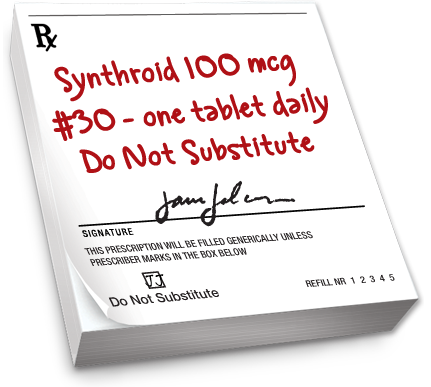 Rx
Synthroid 100 mcg
#30 - one tablet daily
Do Not Substitute
SIGNATURE
THIS PRESCRIPTION WILL BE FILLED GENERICALLY UNLESS
PRESCRIBER MARKS IN THE BOX BELOW
Do Not Substitute
REFILL NR 1 2 3 4 5